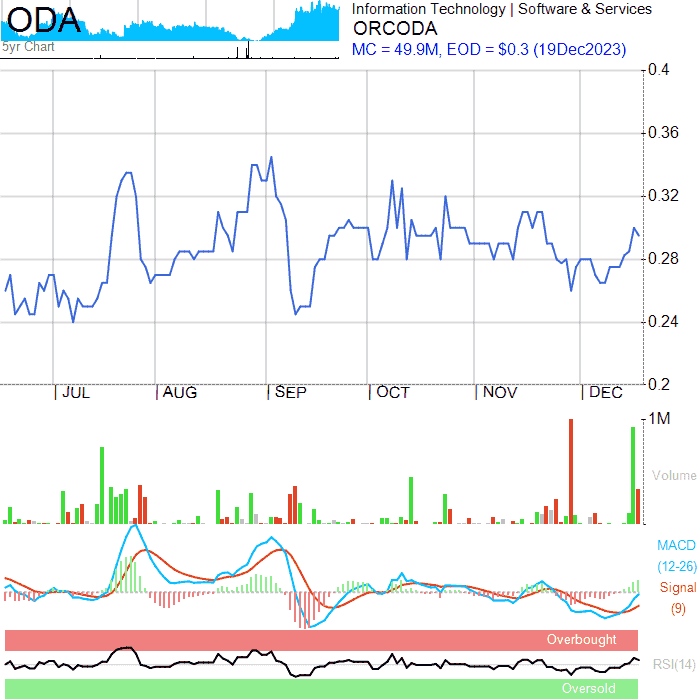 ODA
5yr Chart
Information Technology | Software & Services
ORCODA
MC = 49.9M, EOD = $0.3 (19Dec2023)
0.4
0.36
0.32
0.28
0.24
0.2
JUL
AUG
SEP
OCT
NOV
DEC
1M
Volume
MACD
(12-26)
Signal
(9)
Overbought
RSI(14)
Oversold